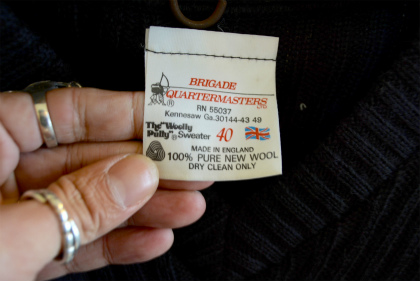 BRIGADE
QUARTERMASTERS LTD.
®
RN 55037
Kennesaw Ga.30144-43 49
The "Woolly
Pully"® Sweater 40
MADE IN ENGLAND
100% PURE NEW WOOL
DRY CLEAN ONLY